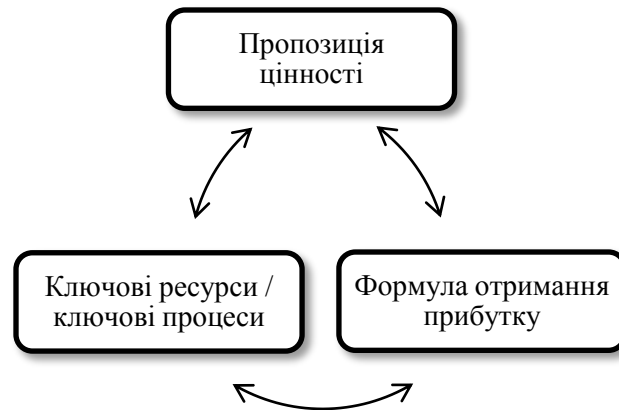 Пропозиція
цінності
Ключові ресурси /
ключові процеси
Формула отримання
прибутку